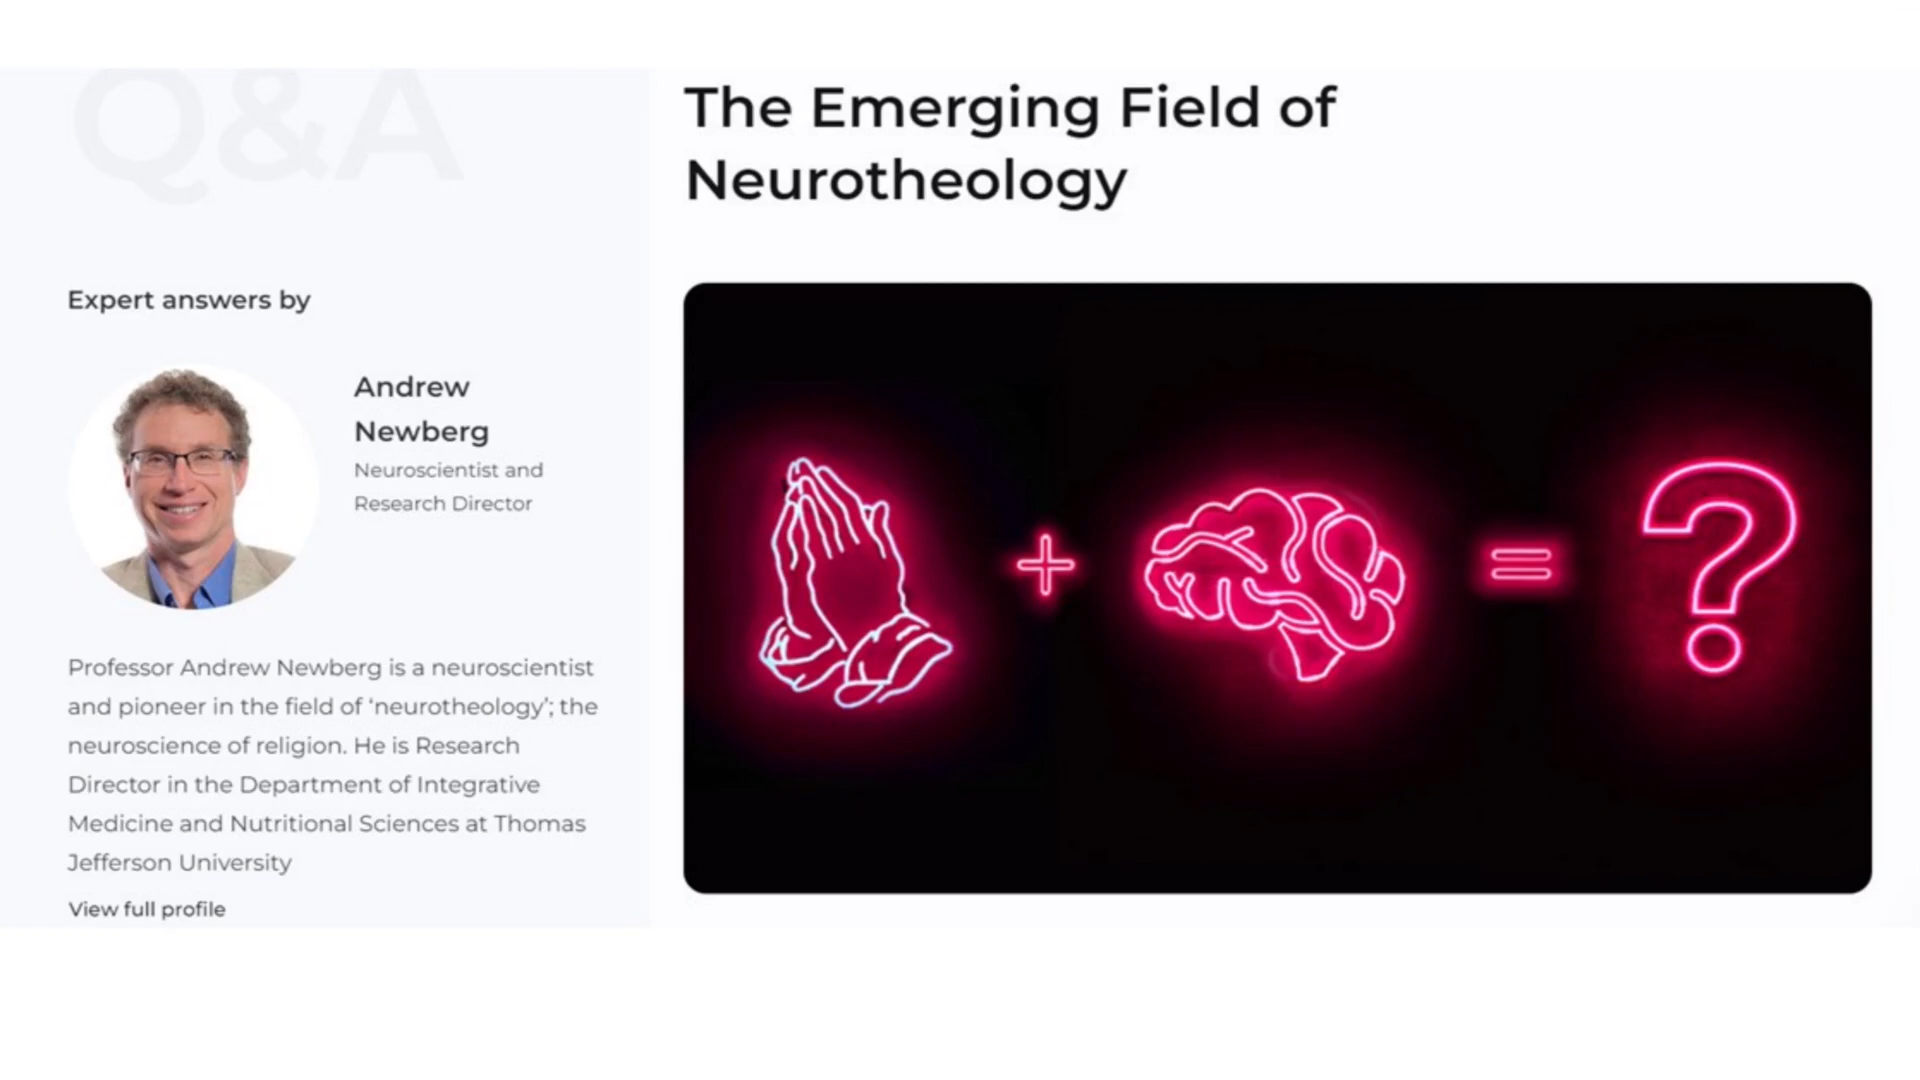 Q&A
Expert answers by
Andrew
Newberg
Neuroscientist and
Research Director
Professor Andrew Newberg is a neuroscientist
and pioneer in the field of ‘neurotheology’; the
neuroscience of religion. He is Research
Director in the Department of Integrative
Medicine and Nutritional Sciences at Thomas
Jefferson University
View full profile
The Emerging Field of
Neurotheology
+ = ?